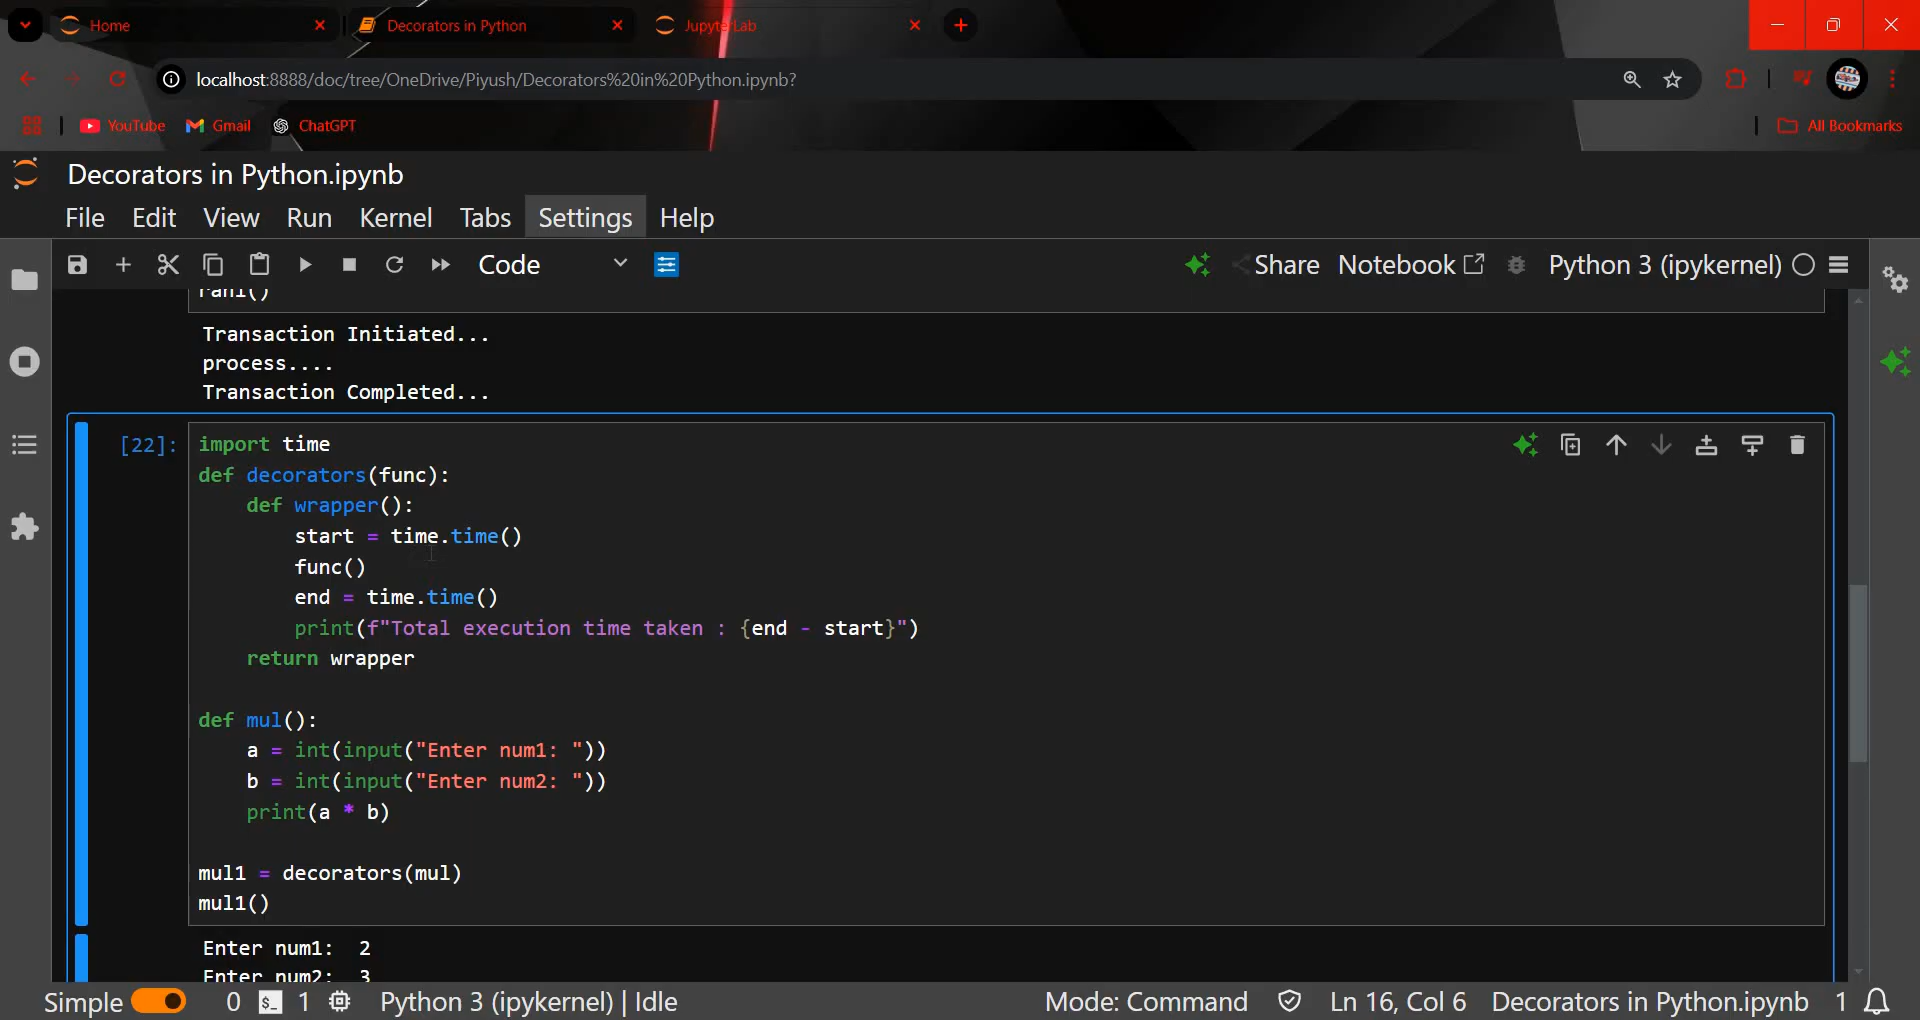 Home
Decorators in Python
JupyterLab
localhost:8888/doc/tree/OneDrive/Piyush/Decorators%20in%20Python.ipynb?
YouTube Gmail ChatGPT
All Bookmarks
Decorators in Python.ipynb
File Edit View Run Kernel Tabs Settings Help
Code
Share Notebook Python 3 (ipykernel)
ran1()
Transaction Initiated...
process....
Transaction Completed...
[22]:
import time
def decorators(func):
    def wrapper():
        start = time.time()
        func()
        end = time.time()
        print(f"Total execution time taken : {end - start}")
    return wrapper
def mul():
    a = int(input("Enter num1: "))
    b = int(input("Enter num2: "))
    print(a * b)
mul1 = decorators(mul)
mul1()
Enter num1:  2
Enter num2:  3
Simple 0 $_ 1 Python 3 (ipykernel) | Idle
Mode: Command Ln 16, Col 6 Decorators in Python.ipynb 1